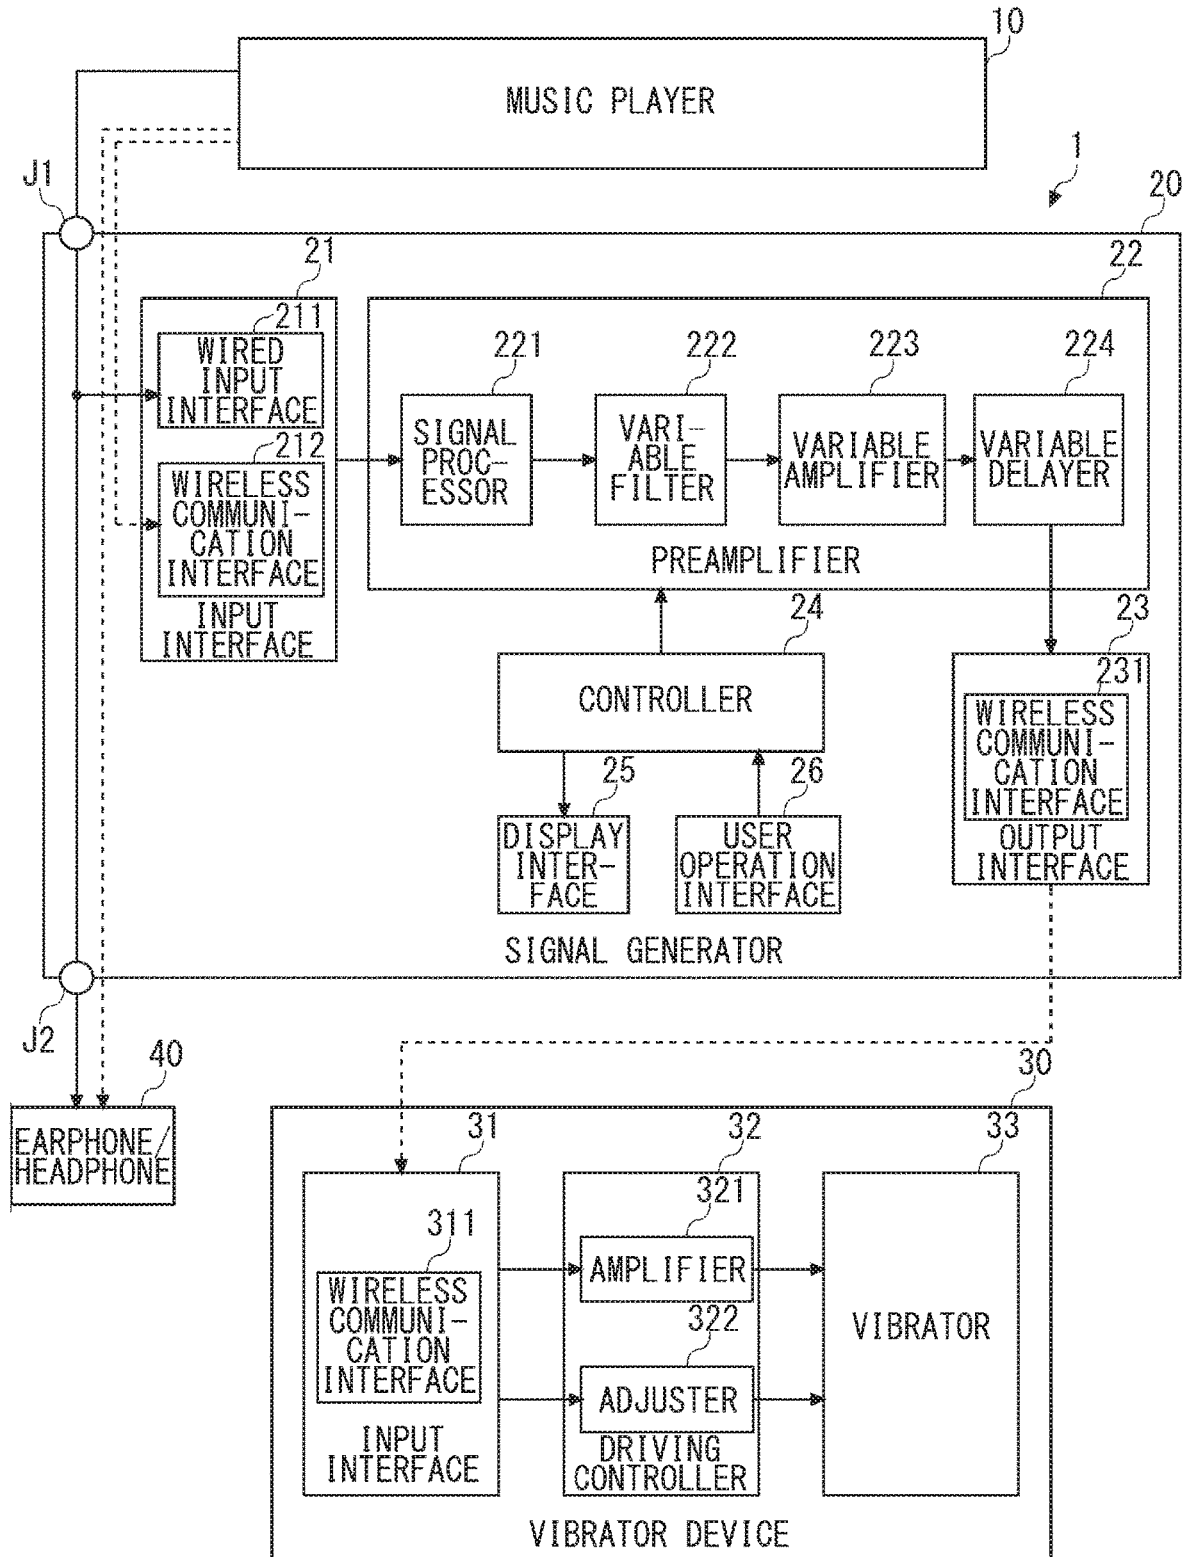 10
MUSIC PLAYER
1
J1
20
21
22
211
WIRED
INPUT
INTERFACE
212
WIRELESS
COMMUNI-
CATION
INTERFACE
INPUT
INTERFACE
221
SIGNAL
PROC-
ESSOR
222
VARI-
ABLE
FILTER
223
VARIABLE
AMPLIFIER
224
VARIABLE
DELAYER
PREAMPLIFIER
24
CONTROLLER
23
231
WIRELESS
COMMUNI-
CATION
INTERFACE
OUTPUT
INTERFACE
25
DISPLAY
INTER-
FACE
26
USER
OPERATION
INTERFACE
SIGNAL GENERATOR
J2
40
EARPHONE/
HEADPHONE
30
31
311
WIRELESS
COMMUNI-
CATION
INTERFACE
INPUT
INTERFACE
32
321
AMPLIFIER
322
ADJUSTER
DRIVING
CONTROLLER
33
VIBRATOR
VIBRATOR DEVICE